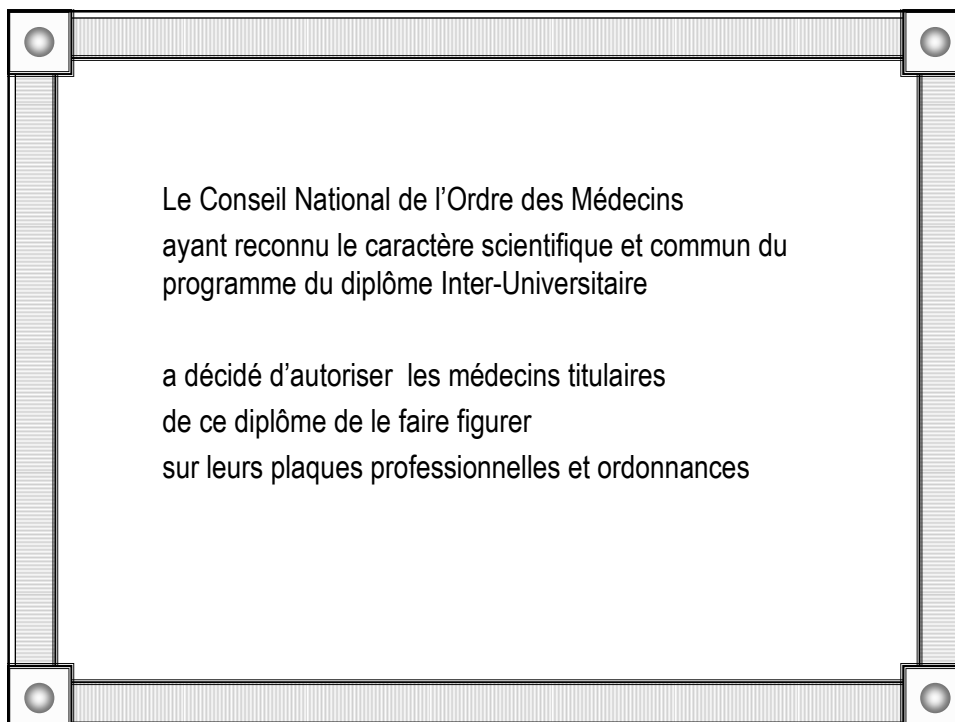 Le Conseil National de l’Ordre des Médecins
ayant reconnu le caractère scientifique et commun du
programme du diplôme Inter-Universitaire
a décidé d’autoriser  les médecins titulaires
de ce diplôme de le faire figurer
sur leurs plaques professionnelles et ordonnances